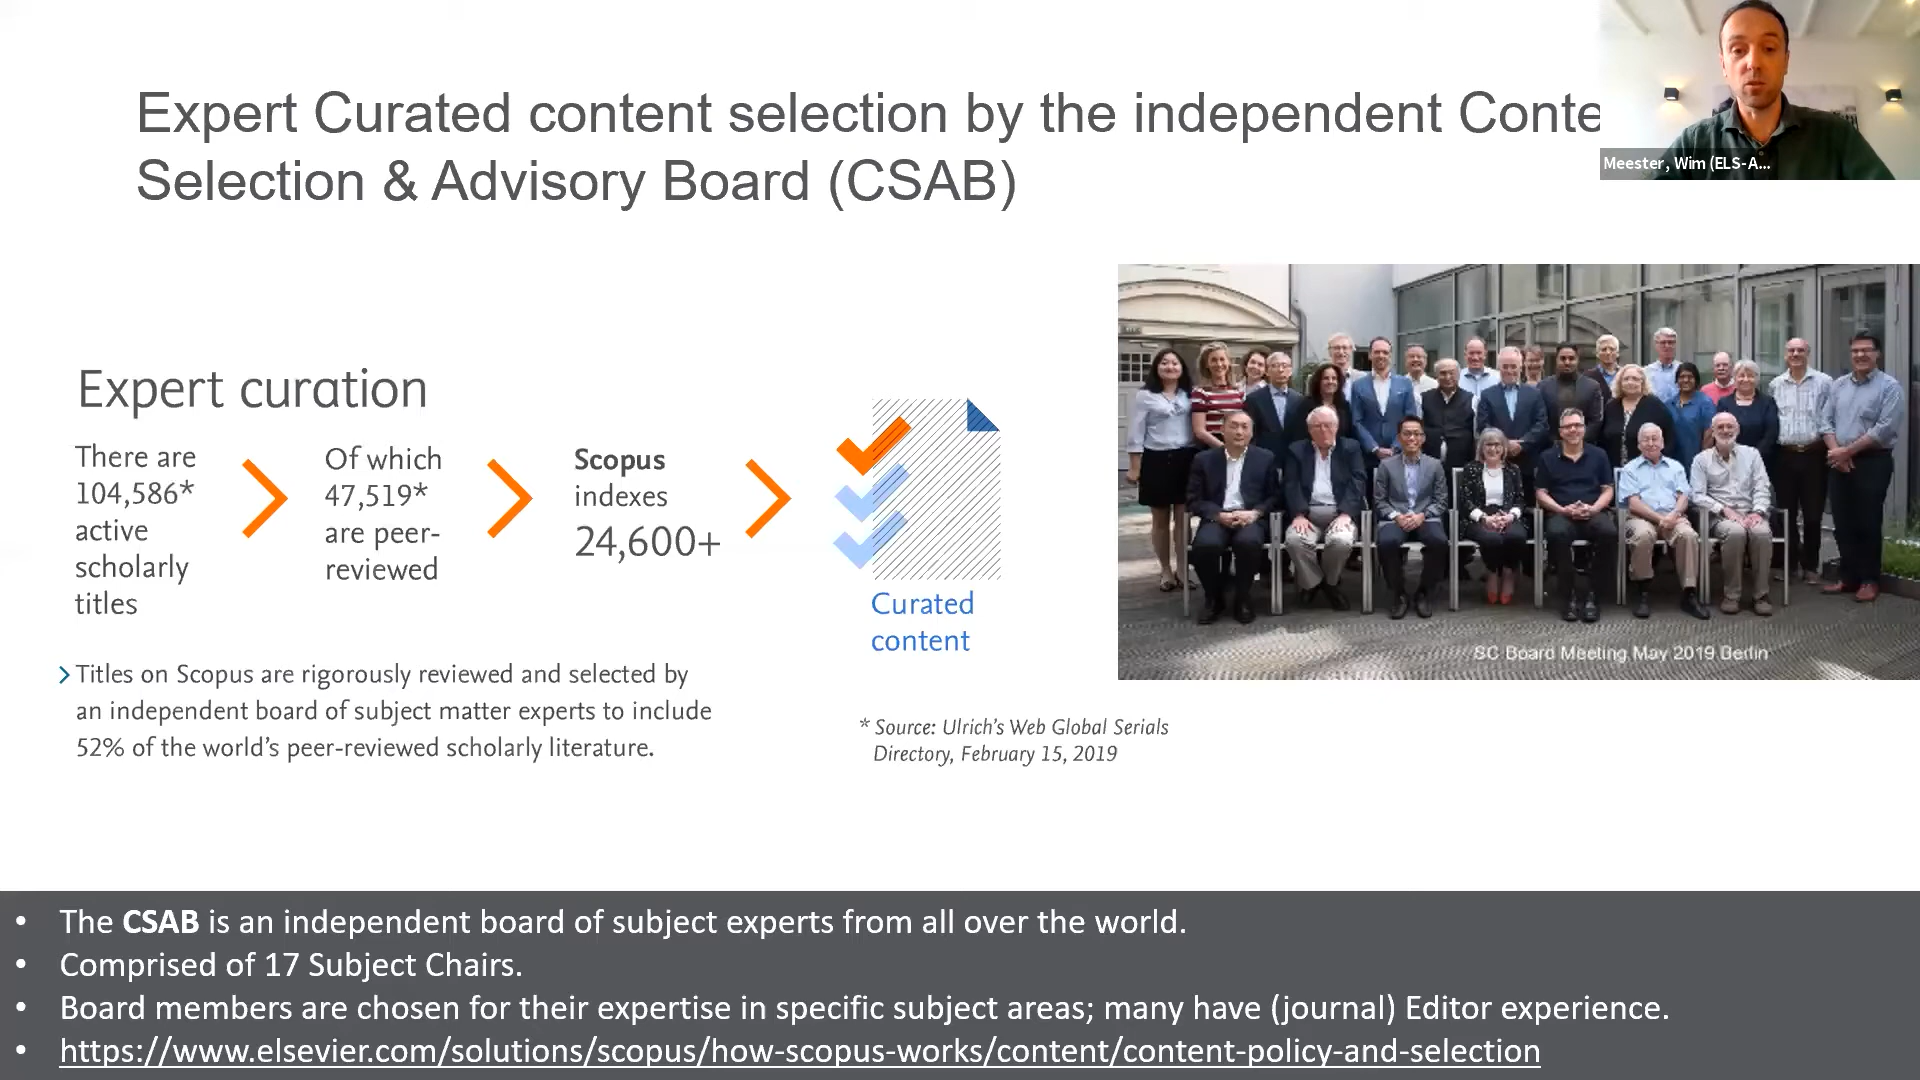 Expert Curated content selection by the independent Conte
Selection & Advisory Board (CSAB)
Meester, Wim (ELS-A...
Expert curation
There are
104,586*
active
scholarly
titles
Of which
47,519*
are peer-
reviewed
Scopus
indexes
24,600+
Curated
content
SC Board Meeting May 2019 Berlin
Titles on Scopus are rigorously reviewed and selected by
an independent board of subject matter experts to include
52% of the world's peer-reviewed scholarly literature.
* Source: Ulrich's Web Global Serials
Directory, February 15, 2019
• The CSAB is an independent board of subject experts from all over the world.
• Comprised of 17 Subject Chairs.
• Board members are chosen for their expertise in specific subject areas; many have (journal) Editor experience.
• https://www.elsevier.com/solutions/scopus/how-scopus-works/content/content-policy-and-selection